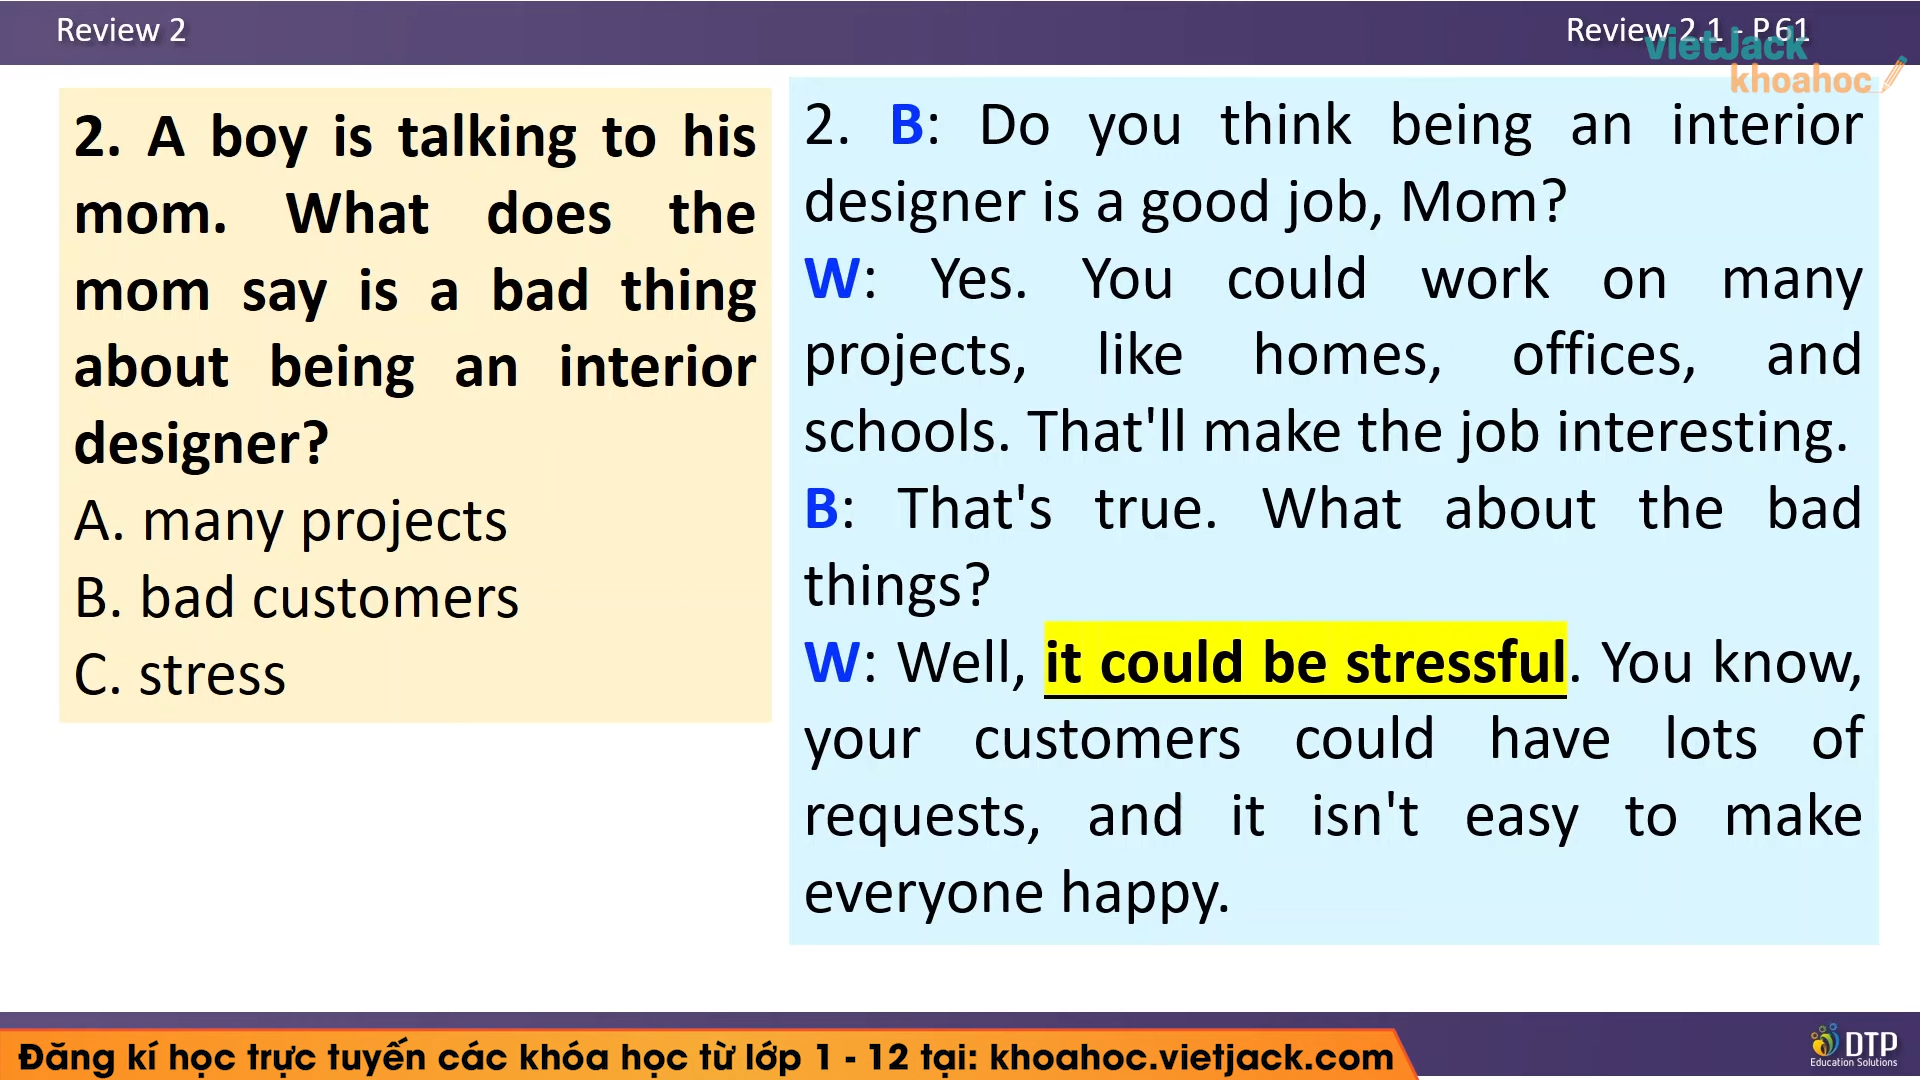 Review 2
Review 2.1 - P.61
vietJack
khoahoc
2. A boy is talking to his
mom. What does the
mom say is a bad thing
about being an interior
designer?
A. many projects
B. bad customers
C. stress
2. B: Do you think being an interior
designer is a good job, Mom?
W: Yes. You could work on many
projects, like homes, offices, and
schools. That'll make the job interesting.
B: That's true. What about the bad
things?
W: Well, it could be stressful. You know,
your customers could have lots of
requests, and it isn't easy to make
everyone happy.
Đăng kí học trực tuyến các khóa học từ lớp 1 - 12 tại: khoahoc.vietjack.com
DTP
Education Solutions